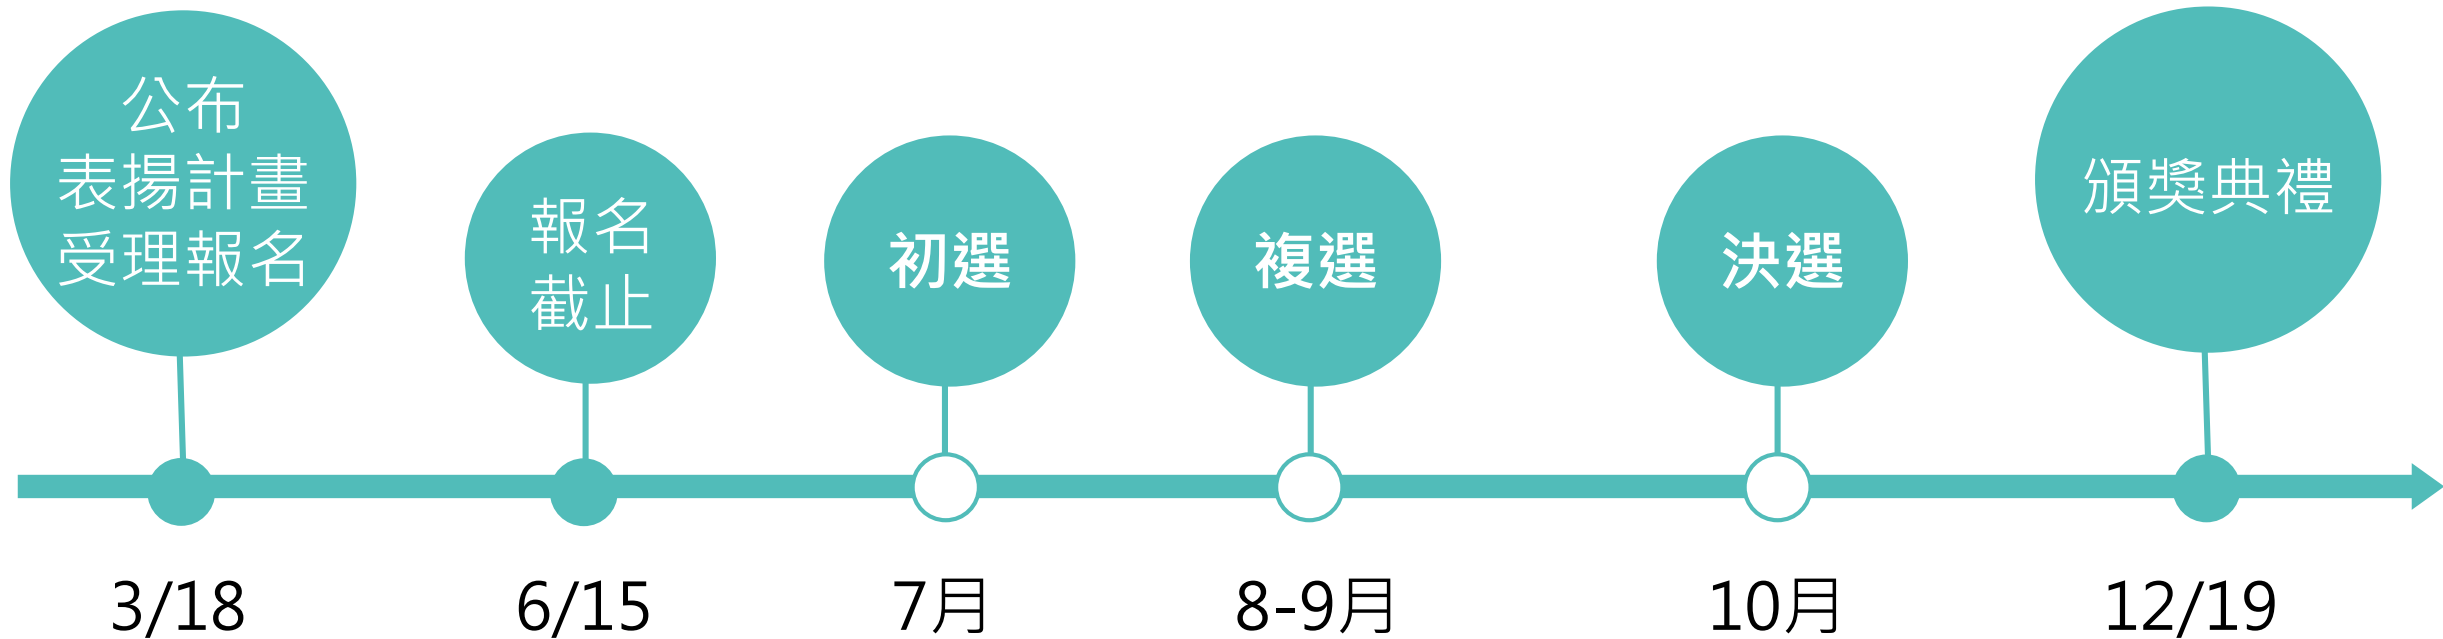 公布
表揚計畫
受理報名
報名
截止
初選
複選
決選
頒獎典禮
3/18
6/15
7月
8-9月
10月
12/19